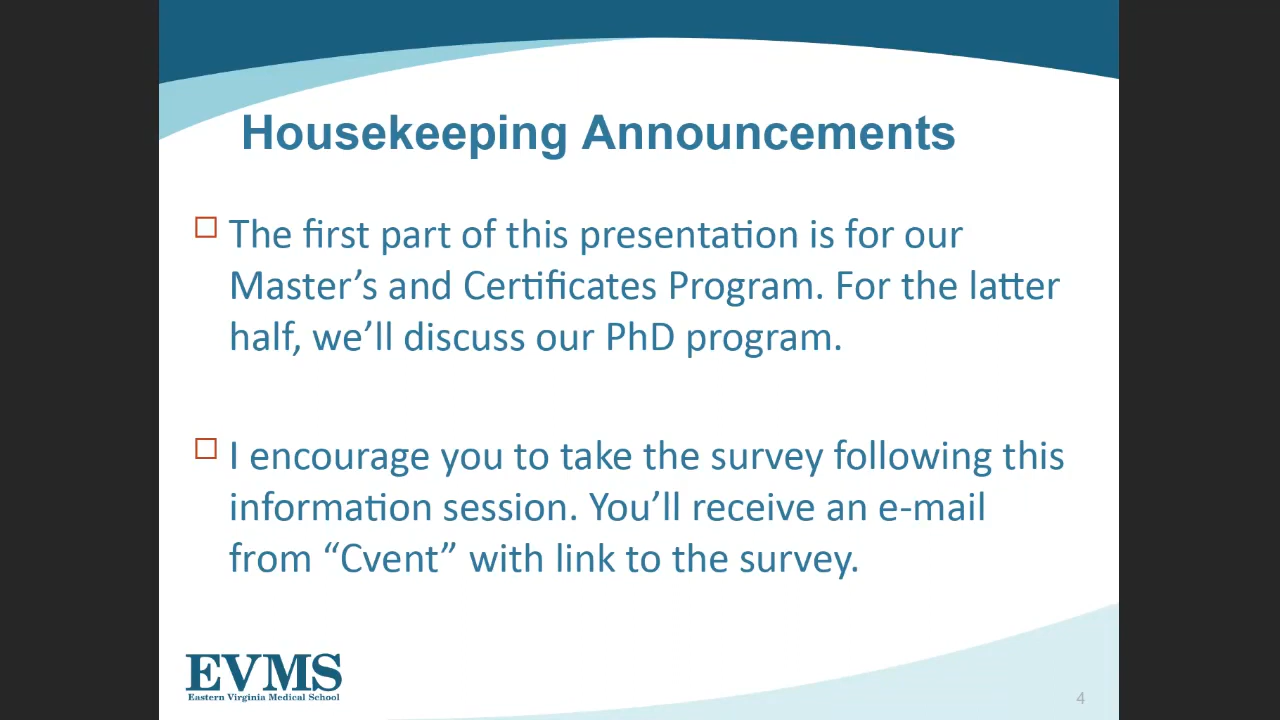 Housekeeping Announcements
The first part of this presentation is for our
Master’s and Certificates Program. For the latter
half, we’ll discuss our PhD program.
I encourage you to take the survey following this
information session. You’ll receive an e-mail
from “Cvent” with link to the survey.
EVMS
Eastern Virginia Medical School
4